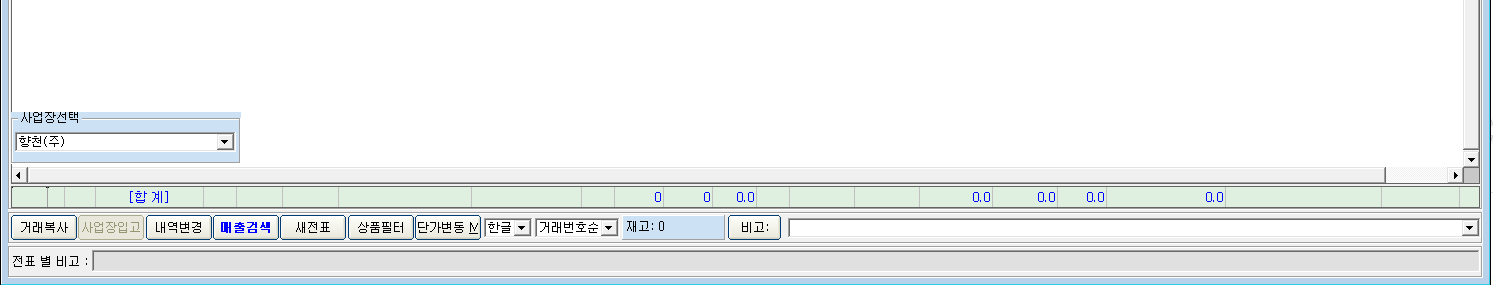 사업장선택
향천(주)
[합 계] 0 0 0.0 0.0 0.0 0.0 0.0
거래복사 사업장입고 내역변경 매출검색 새전표 상품필터 단가변동 M 한글 거래번호순 재고: 0 비고:
전표 별 비고 :